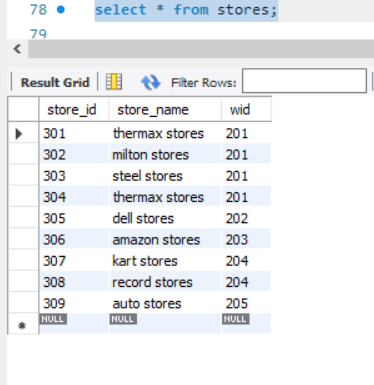 78 select * from stores;
79
Result Grid Filter Rows:
store_id store_name wid
301 thermax stores 201
302 milton stores 201
303 steel stores 201
304 thermax stores 201
305 dell stores 202
306 amazon stores 203
307 kart stores 204
308 record stores 204
309 auto stores 205
NULL NULL NULL